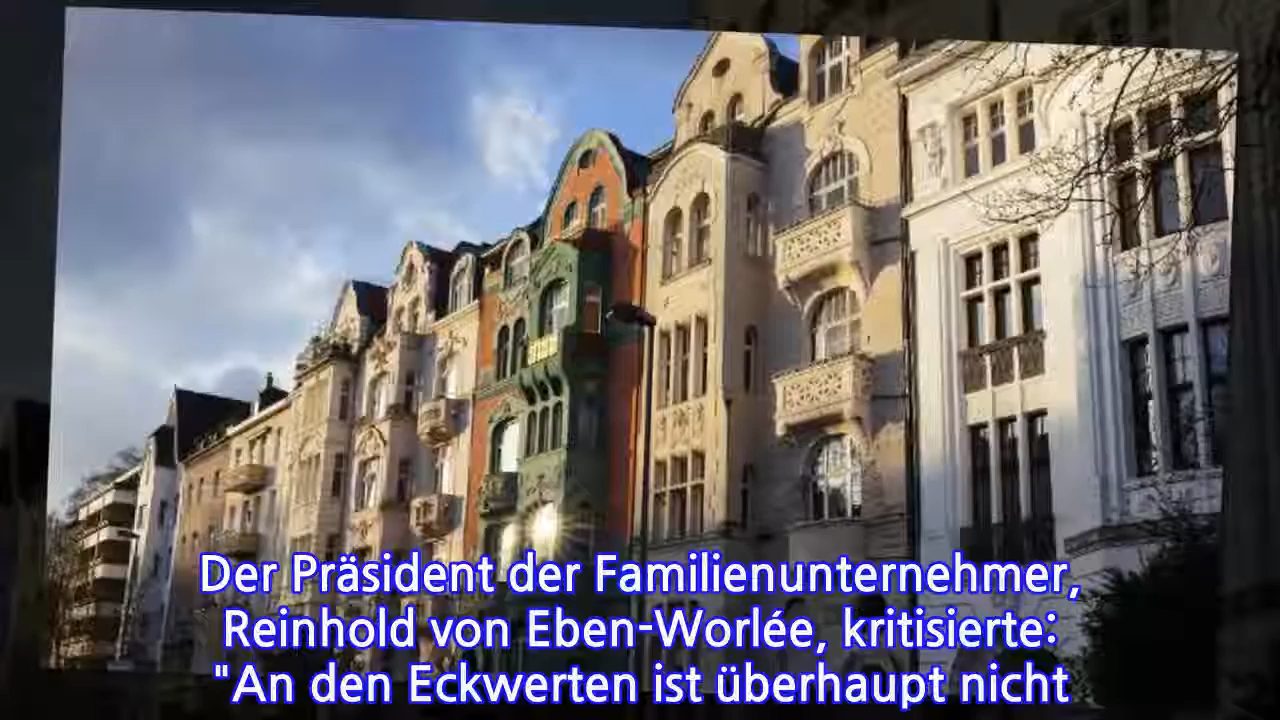 Der Präsident der Familienunternehmer,
Reinhold von Eben-Worlée, kritisierte:
"An den Eckwerten ist überhaupt nicht